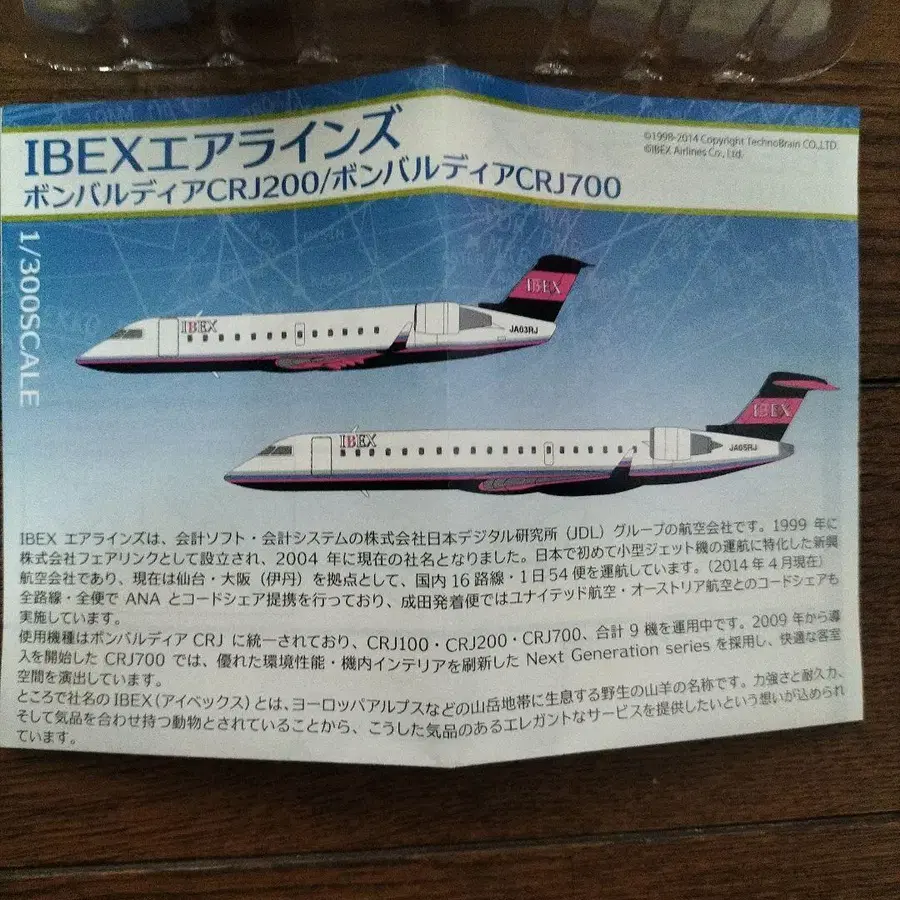 IBEXエアラインズ
ボンバルディアCRJ200/ボンバルディアCRJ700
©1998-2014 Copyright TechnoBrain CO.,LTD.
©IBEX Airlines Co., Ltd.
1/300SCALE
IBEX
IBEX
JA03RJ
IBEX
IBEX
JA05RJ
IBEX エアラインズは、会計ソフト・会計システムの株式会社日本デジタル研究所（JDL）グループの航空会社です。1999 年に
株式会社フェアリンクとして設立され、2004 年に現在の社名となりました。日本で初めて小型ジェット機の運航に特化した新興
航空会社であり、現在は仙台・大阪（伊丹）を拠点として、国内 16 路線・1日54 便を運航しています。（2014 年 4 月現在）
全路線・全便で ANA とコードシェア提携を行っており、成田発着便ではユナイテッド航空・オーストリア航空とのコードシェアも
実施しています。
使用機種はボンバルディア CRJ に統一されており、CRJ100・CRJ200・CRJ700、合計 9 機を運用中です。2009 年から導
入を開始した CRJ700 では、優れた環境性能・機内インテリアを刷新した Next Generation series を採用し、快適な客室
空間を演出しています。
ところで社名の IBEX（アイベックス）とは、ヨーロッパアルプスなどの山岳地帯に生息する野生の山羊の名称です。力強さと耐久力、
そして気品を合わせ持つ動物とされていることから、こうした気品のあるエレガントなサービスを提供したいという想いが込められ
ています。